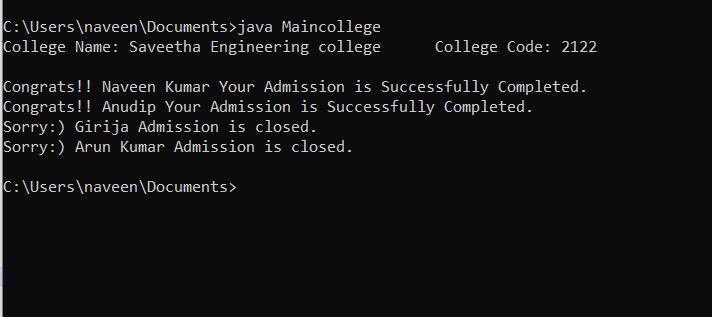 C:\Users\naveen\Documents>java Maincollege
College Name: Saveetha Engineering college      College Code: 2122
Congrats!! Naveen Kumar Your Admission is Successfully Completed.
Congrats!! Anudip Your Admission is Successfully Completed.
Sorry:) Girija Admission is closed.
Sorry:) Arun Kumar Admission is closed.
C:\Users\naveen\Documents>